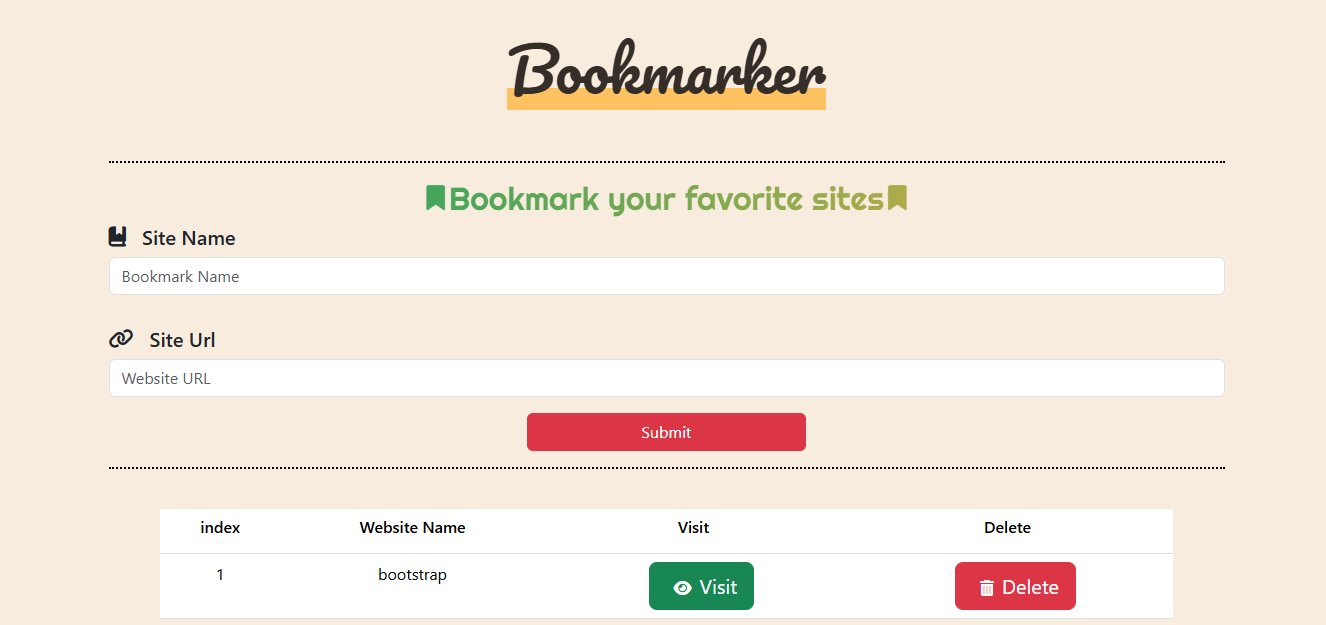 Bookmarker
Bookmark your favorite sites
Site Name
Bookmark Name
Site Url
Website URL
Submit
index Website Name Visit Delete
1 bootstrap Visit Delete